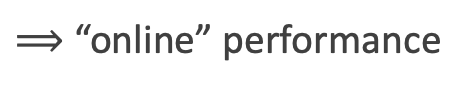 ⟹ “online” performance